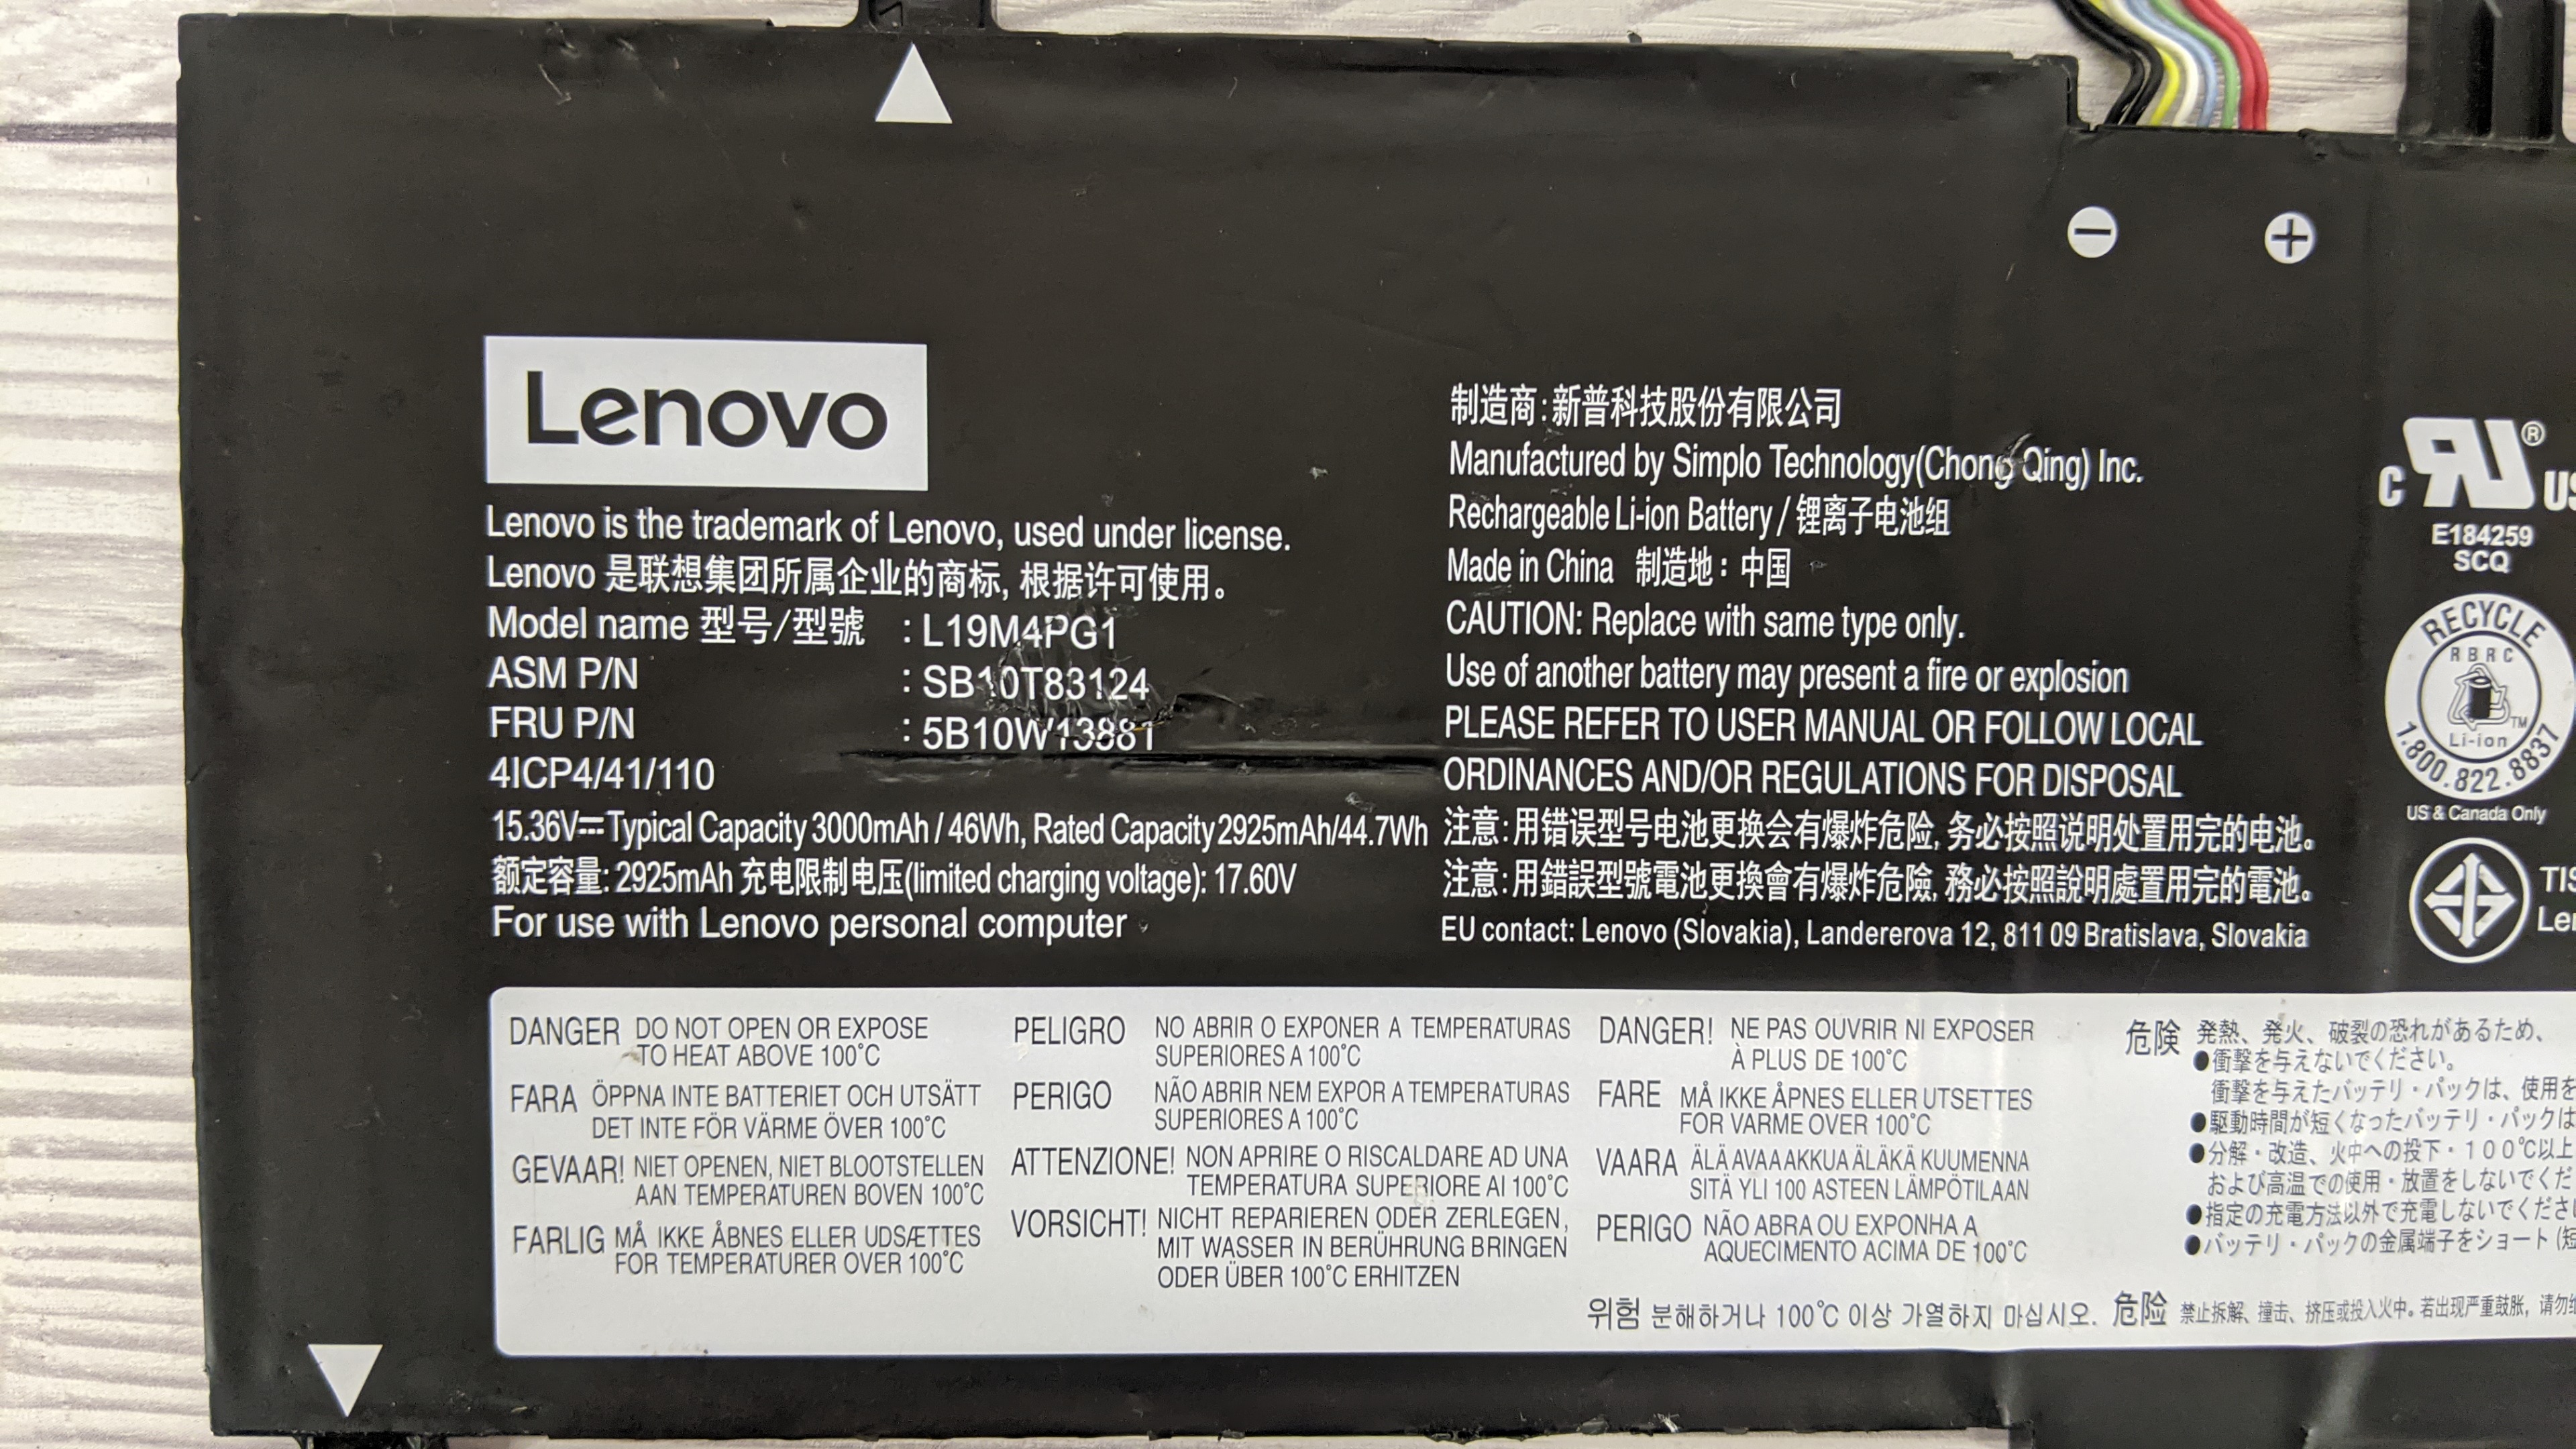 Lenovo
Lenovo is the trademark of Lenovo, used under license.
Lenovo 是联想集团所属企业的商标, 根据许可使用。
Model name 型号/型號 : L19M4PG1
ASM P/N : SB10T83124
FRU P/N : 5B10W13881
4ICP4/41/110
15.36V⎓Typical Capacity 3000mAh / 46Wh, Rated Capacity 2925mAh/44.7Wh
额定容量: 2925mAh 充电限制电压(limited charging voltage): 17.60V
For use with Lenovo personal computer
制造商:新普科技股份有限公司
Manufactured by Simplo Technology(Chong Qing) Inc.
Rechargeable Li-ion Battery / 锂离子电池组
Made in China 制造地: 中国
CAUTION: Replace with same type only.
Use of another battery may present a fire or explosion
PLEASE REFER TO USER MANUAL OR FOLLOW LOCAL
ORDINANCES AND/OR REGULATIONS FOR DISPOSAL
注意: 用错误型号电池更换会有爆炸危险, 务必按照说明处置用完的电池。
注意: 用錯誤型號電池更換會有爆炸危險, 務必按照說明處置用完的電池。
EU contact: Lenovo (Slovakia), Landererova 12, 811 09 Bratislava, Slovakia
− +
C RU ® US
E184259
SCQ
RECYCLE
RBRC
TM
Li-ion
1.800.822.8837
US & Canada Only
TIS
DANGER DO NOT OPEN OR EXPOSE
TO HEAT ABOVE 100°C
FARA ÖPPNA INTE BATTERIET OCH UTSÄTT
DET INTE FÖR VÄRME ÖVER 100°C
GEVAAR! NIET OPENEN, NIET BLOOTSTELLEN
AAN TEMPERATUREN BOVEN 100°C
FARLIG MÅ IKKE ÅBNES ELLER UDSÆTTES
FOR TEMPERATURER OVER 100°C
PELIGRO NO ABRIR O EXPONER A TEMPERATURAS
SUPERIORES A 100°C
PERIGO NÃO ABRIR NEM EXPOR A TEMPERATURAS
SUPERIORES A 100°C
ATTENZIONE! NON APRIRE O RISCALDARE AD UNA
TEMPERATURA SUPERIORE AI 100°C
VORSICHT! NICHT REPARIEREN ODER ZERLEGEN,
MIT WASSER IN BERÜHRUNG BRINGEN
ODER ÜBER 100°C ERHITZEN
DANGER! NE PAS OUVRIR NI EXPOSER
À PLUS DE 100°C
FARE MÅ IKKE ÅPNES ELLER UTSETTES
FOR VARME OVER 100°C
VAARA ÄLÄ AVAA AKKUA ÄLÄKÄ KUUMENNA
SITÄ YLI 100 ASTEEN LÄMPÖTILAAN
PERIGO NÃO ABRA OU EXPONHA A
AQUECIMENTO ACIMA DE 100°C
危険 発熱、発火、破裂の恐れがあるため、
●衝撃を与えないでください。
衝撃を与えたバッテリ・パックは、使用を
●駆動時間が短くなったバッテリ・パックは
●分解・改造、火中への投下・100℃以上
および高温での使用・放置をしないでくだ
●指定の充電方法以外で充電しないでくださ
●バッテリ・パックの金属端子をショート (短
위험 분해하거나 100℃ 이상 가열하지 마십시오.
危险 禁止拆解、撞击、挤压或投入火中。若出现严重鼓胀, 请勿